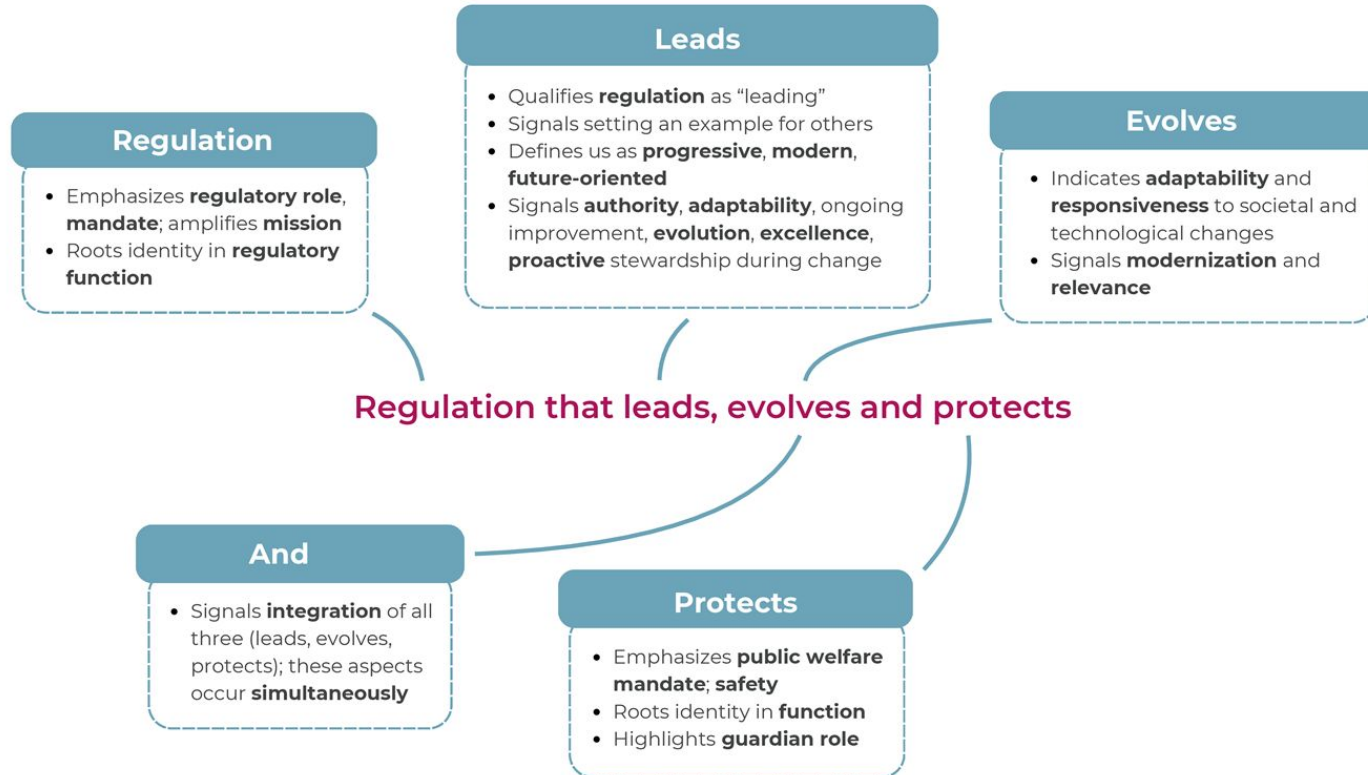 Regulation
• Emphasizes regulatory role,
mandate; amplifies mission
• Roots identity in regulatory
function
Leads
• Qualifies regulation as “leading”
• Signals setting an example for others
• Defines us as progressive, modern,
future-oriented
• Signals authority, adaptability, ongoing
improvement, evolution, excellence,
proactive stewardship during change
Evolves
• Indicates adaptability and
responsiveness to societal and
technological changes
• Signals modernization and
relevance
Regulation that leads, evolves and protects
And
• Signals integration of all
three (leads, evolves,
protects); these aspects
occur simultaneously
Protects
• Emphasizes public welfare
mandate; safety
• Roots identity in function
• Highlights guardian role